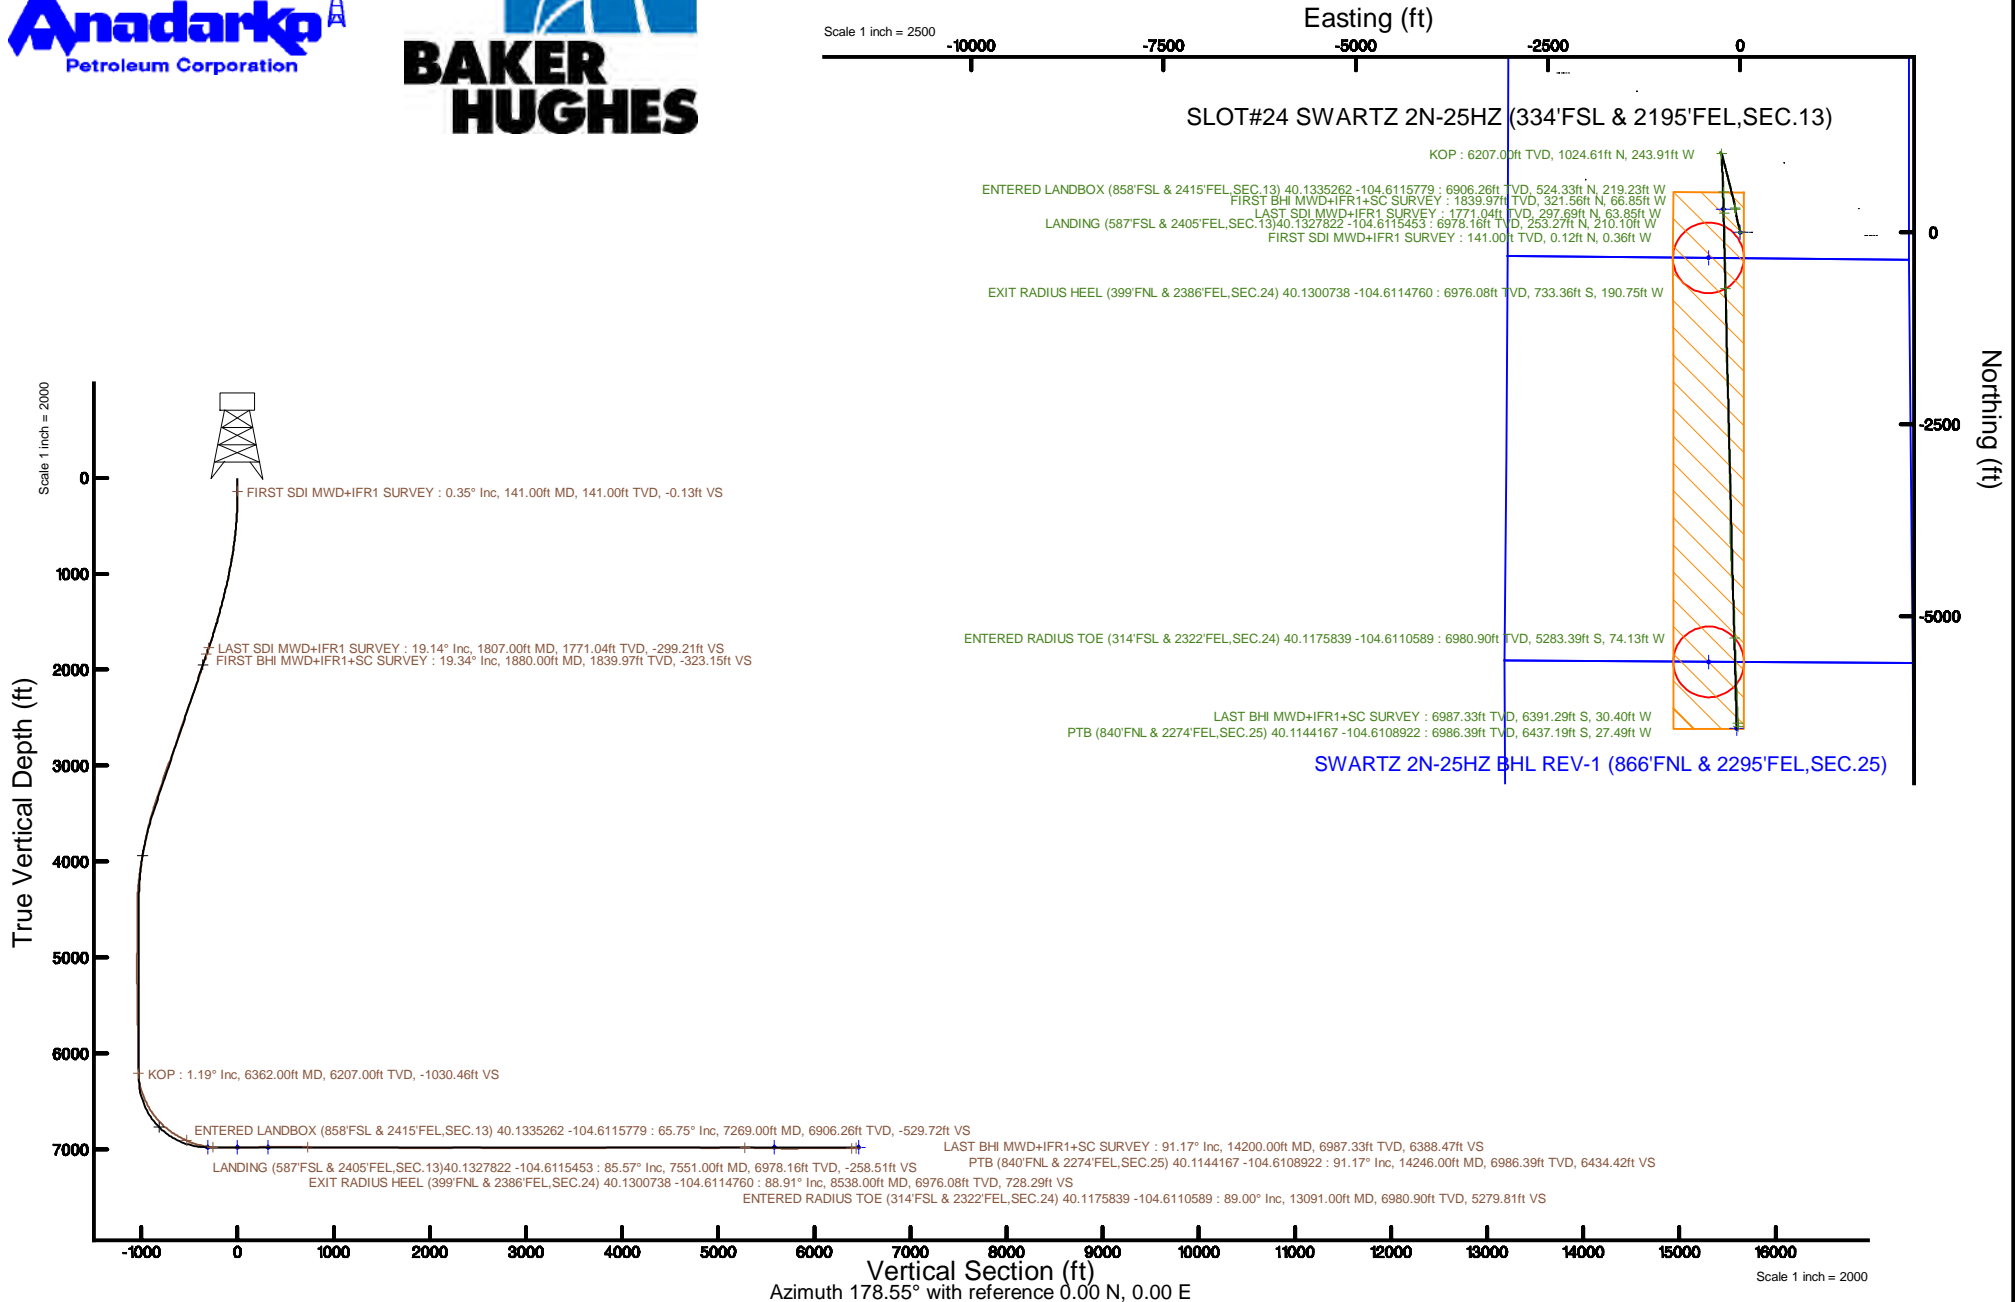 Anadarko
Petroleum Corporation
BAKER
HUGHES
Scale 1 inch = 2500
Easting (ft)
-10000
-7500
-5000
-2500
0
SLOT#24 SWARTZ 2N-25HZ (334'FSL & 2195'FEL,SEC.13)
KOP : 6207.00ft TVD, 1024.61ft N, 243.91ft W
ENTERED LANDBOX (858'FSL & 2415'FEL,SEC.13) 40.1335262 -104.6115779 : 6906.26ft TVD, 524.33ft N, 219.23ft W
FIRST BHI MWD+IFR1+SC SURVEY : 1839.97ft TVD, 321.56ft N, 66.85ft W
LAST SDI MWD+IFR1 SURVEY : 1771.04ft TVD, 297.69ft N, 63.85ft W
LANDING (587'FSL & 2405'FEL,SEC.13)40.1327822 -104.6115453 : 6978.16ft TVD, 253.27ft N, 210.10ft W
FIRST SDI MWD+IFR1 SURVEY : 141.00ft TVD, 0.12ft N, 0.36ft W
EXIT RADIUS HEEL (399'FNL & 2386'FEL,SEC.24) 40.1300738 -104.6114760 : 6976.08ft TVD, 733.36ft S, 190.75ft W
ENTERED RADIUS TOE (314'FSL & 2322'FEL,SEC.24) 40.1175839 -104.6110589 : 6980.90ft TVD, 5283.39ft S, 74.13ft W
LAST BHI MWD+IFR1+SC SURVEY : 6987.33ft TVD, 6391.29ft S, 30.40ft W
PTB (840'FNL & 2274'FEL,SEC.25) 40.1144167 -104.6108922 : 6986.39ft TVD, 6437.19ft S, 27.49ft W
SWARTZ 2N-25HZ BHL REV-1 (866'FNL & 2295'FEL,SEC.25)
0
-2500
-5000
Northing (ft)
Scale 1 inch = 2000
True Vertical Depth (ft)
0
1000
2000
3000
4000
5000
6000
7000
FIRST SDI MWD+IFR1 SURVEY : 0.35° Inc, 141.00ft MD, 141.00ft TVD, -0.13ft VS
LAST SDI MWD+IFR1 SURVEY : 19.14° Inc, 1807.00ft MD, 1771.04ft TVD, -299.21ft VS
FIRST BHI MWD+IFR1+SC SURVEY : 19.34° Inc, 1880.00ft MD, 1839.97ft TVD, -323.15ft VS
KOP : 1.19° Inc, 6362.00ft MD, 6207.00ft TVD, -1030.46ft VS
ENTERED LANDBOX (858'FSL & 2415'FEL,SEC.13) 40.1335262 -104.6115779 : 65.75° Inc, 7269.00ft MD, 6906.26ft TVD, -529.72ft VS
LAST BHI MWD+IFR1+SC SURVEY : 91.17° Inc, 14200.00ft MD, 6987.33ft TVD, 6388.47ft VS
PTB (840'FNL & 2274'FEL,SEC.25) 40.1144167 -104.6108922 : 91.17° Inc, 14246.00ft MD, 6986.39ft TVD, 6434.42ft VS
LANDING (587'FSL & 2405'FEL,SEC.13)40.1327822 -104.6115453 : 85.57° Inc, 7551.00ft MD, 6978.16ft TVD, -258.51ft VS
EXIT RADIUS HEEL (399'FNL & 2386'FEL,SEC.24) 40.1300738 -104.6114760 : 88.91° Inc, 8538.00ft MD, 6976.08ft TVD, 728.29ft VS
ENTERED RADIUS TOE (314'FSL & 2322'FEL,SEC.24) 40.1175839 -104.6110589 : 89.00° Inc, 13091.00ft MD, 6980.90ft TVD, 5279.81ft VS
-1000
0
1000
2000
3000
4000
5000
6000
7000
8000
9000
10000
11000
12000
13000
14000
15000
16000
Vertical Section (ft)
Azimuth 178.55° with reference 0.00 N, 0.00 E
Scale 1 inch = 2000